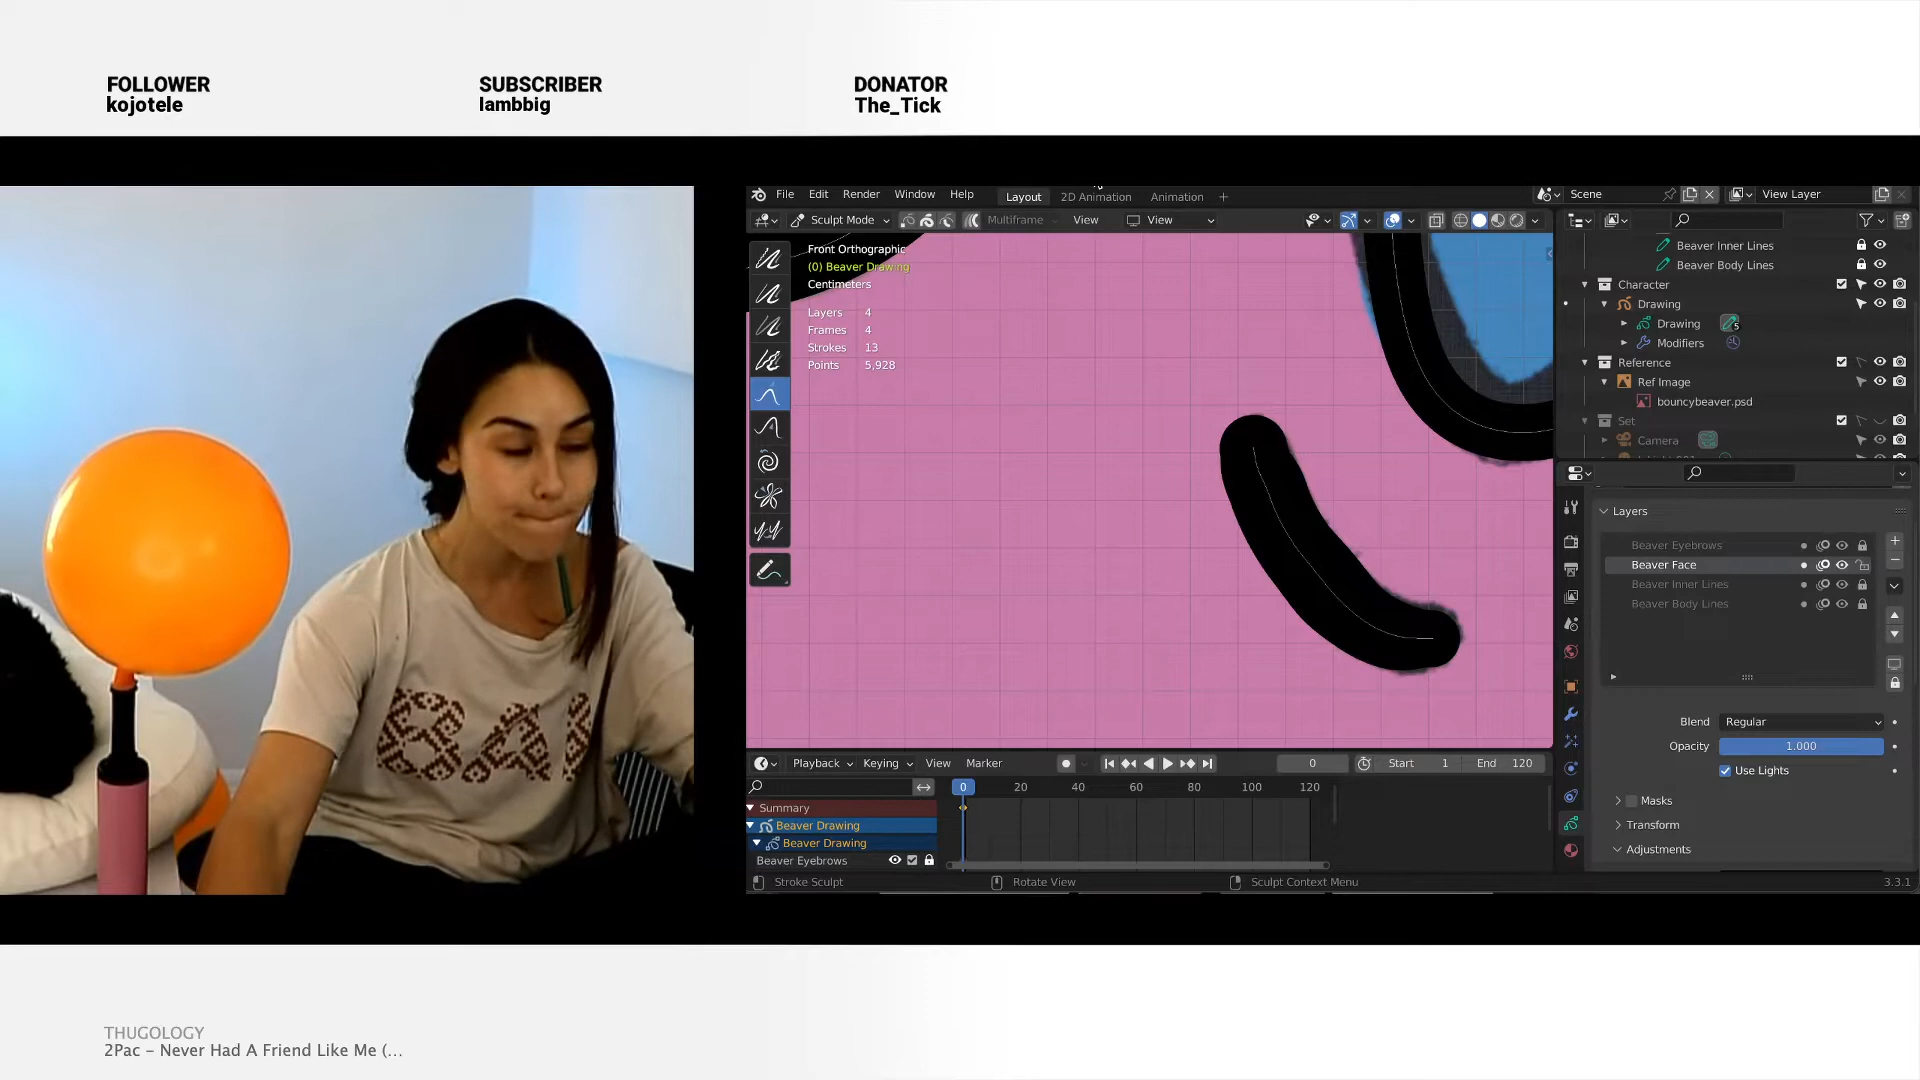 FOLLOWER
kojotele
SUBSCRIBER
lambbig
DONATOR
The_Tick
File Edit Render Window Help Layout 2D Animation Animation + Scene View Layer
Sculpt Mode Multiframe View View
Front Orthographic
(0) Beaver Drawing
Centimeters
Layers 4
Frames 4
Strokes 13
Points 5,928
Beaver Inner Lines
Beaver Body Lines
Character
Drawing
Drawing 5
Modifiers
Reference
Ref Image
bouncybeaver.psd
Set
Camera
Layers
Beaver Eyebrows
Beaver Face
Beaver Inner Lines
Beaver Body Lines
Blend Regular
Opacity 1.000
Use Lights
Masks
Transform
Adjustments
BA
Playback Keying View Marker 0 Start 1 End 120
0 20 40 60 80 100 120
Summary
Beaver Drawing
Beaver Drawing
Beaver Eyebrows
Stroke Sculpt Rotate View Sculpt Context Menu 3.3.1
THUGOLOGY
2Pac - Never Had A Friend Like Me (...